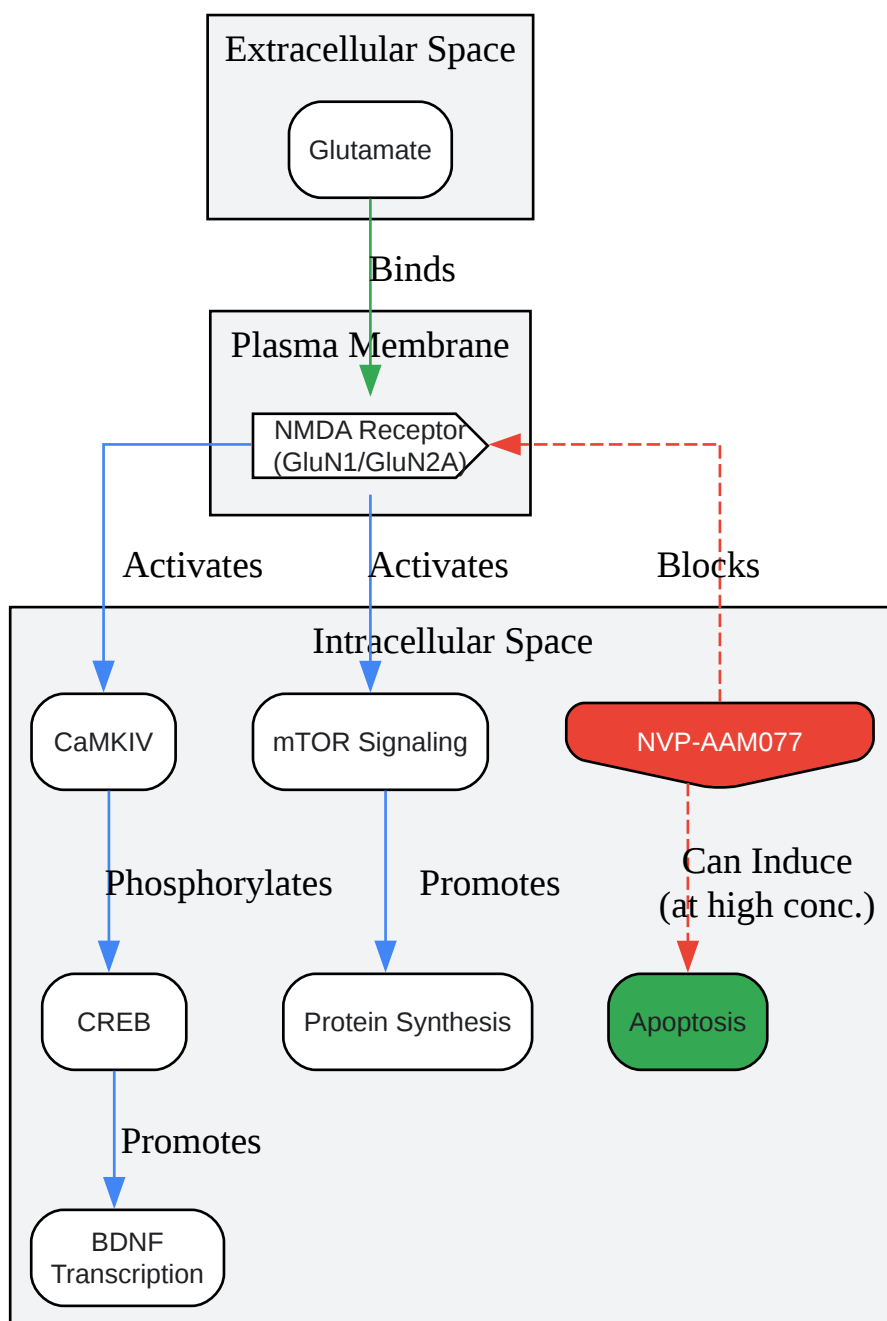 Extracellular Space
Glutamate
Binds
Plasma Membrane
NMDA Receptor
(GluN1/GluN2A)
Activates
Activates
Blocks
Intracellular Space
CaMKIV
mTOR Signaling
NVP-AAM077
Phosphorylates
Promotes
Can Induce
(at high conc.)
CREB
Protein Synthesis
Apoptosis
Promotes
BDNF
Transcription